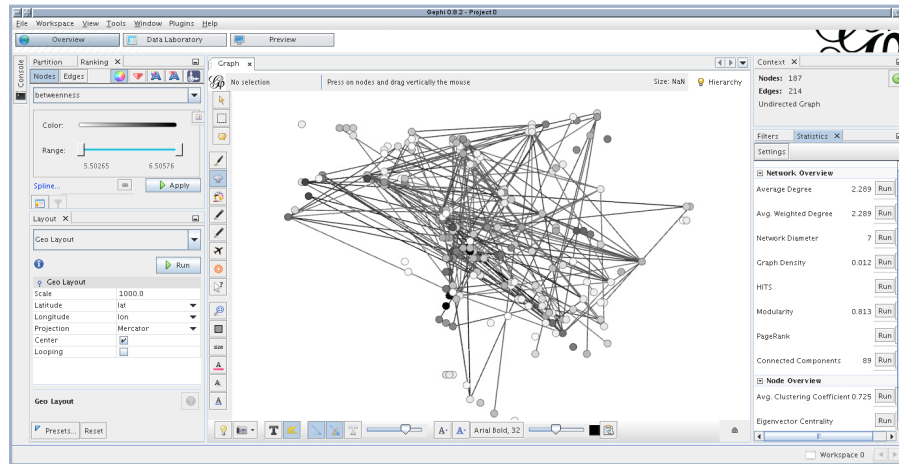 Gephi 0.8.2 - Project 0
File Workspace View Tools Window Plugins Help
Overview Data Laboratory Preview
Console
Partition Ranking
Nodes Edges
betweenness
Color:
Range:
5.50265 6.50576
Spline... Apply
Layout
Geo Layout
Run
Geo Layout
Scale 1000.0
Latitude lat
Longitude lon
Projection Mercator
Center
Looping
Geo Layout
Presets... Reset
Graph
No selection Press on nodes and drag vertically the mouse Size: NaN Hierarchy
size
A
A
A
T A- A- Arial Bold, 32
Context
Nodes: 187
Edges: 214
Undirected Graph
Filters Statistics
Settings
Network Overview
Average Degree 2.289 Run
Avg. Weighted Degree 2.289 Run
Network Diameter 7 Run
Graph Density 0.012 Run
HITS Run
Modularity 0.813 Run
PageRank Run
Connected Components 89 Run
Node Overview
Avg. Clustering Coefficient 0.725 Run
Eigenvector Centrality Run
Workspace 0